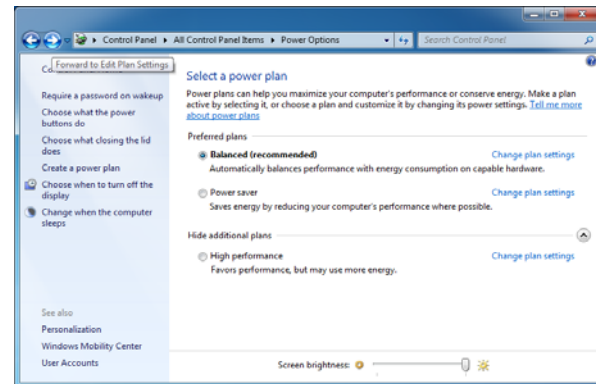 Control Panel ▸ All Control Panel Items ▸ Power Options
Search Control Panel
Forward to Edit Plan Settings
Select a power plan
Power plans can help you maximize your computer's performance or conserve energy. Make a plan
active by selecting it, or choose a plan and customize it by changing its power settings. Tell me more
about power plans
Preferred plans
Balanced (recommended) Change plan settings
Automatically balances performance with energy consumption on capable hardware.
Power saver Change plan settings
Saves energy by reducing your computer's performance where possible.
Hide additional plans
High performance Change plan settings
Favors performance, but may use more energy.
Screen brightness:
Require a password on wakeup
Choose what the power
buttons do
Choose what closing the lid
does
Create a power plan
Choose when to turn off the
display
Change when the computer
sleeps
See also
Personalization
Windows Mobility Center
User Accounts